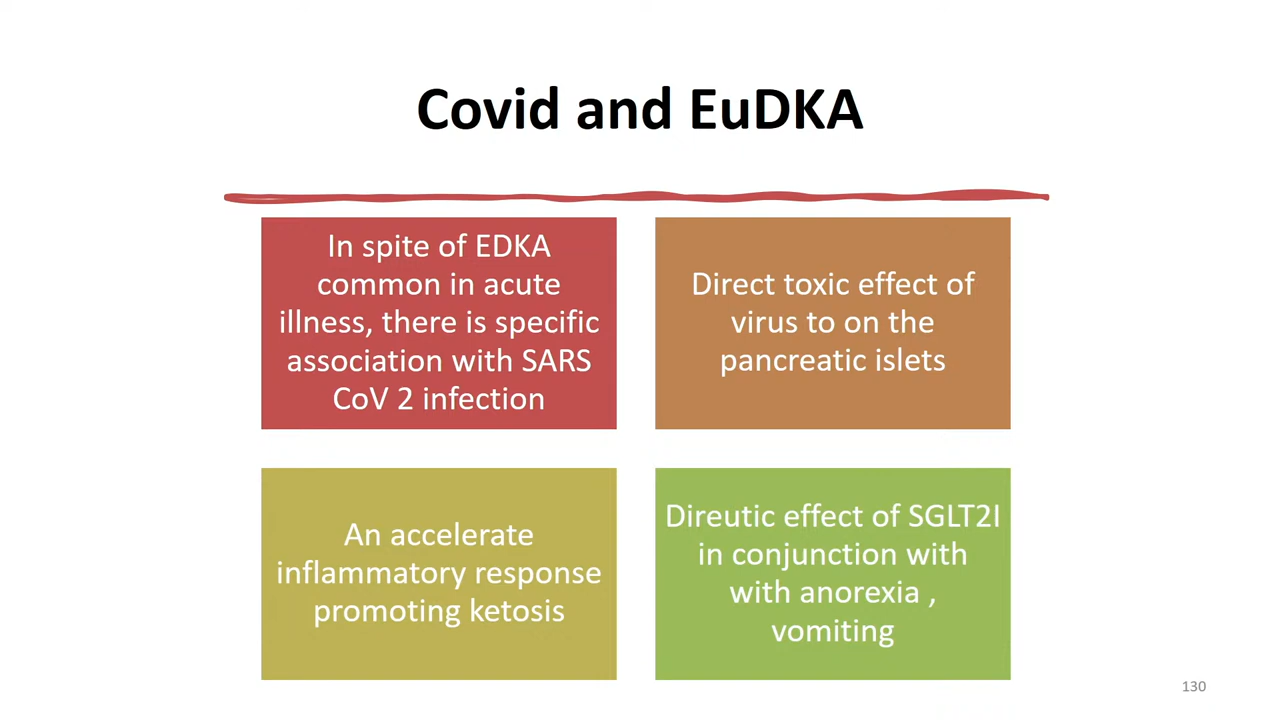 Covid and EuDKA
In spite of EDKA
common in acute
illness, there is specific
association with SARS
CoV 2 infection
Direct toxic effect of
virus to on the
pancreatic islets
An accelerate
inflammatory response
promoting ketosis
Direutic effect of SGLT2I
in conjunction with
with anorexia ,
vomiting
130